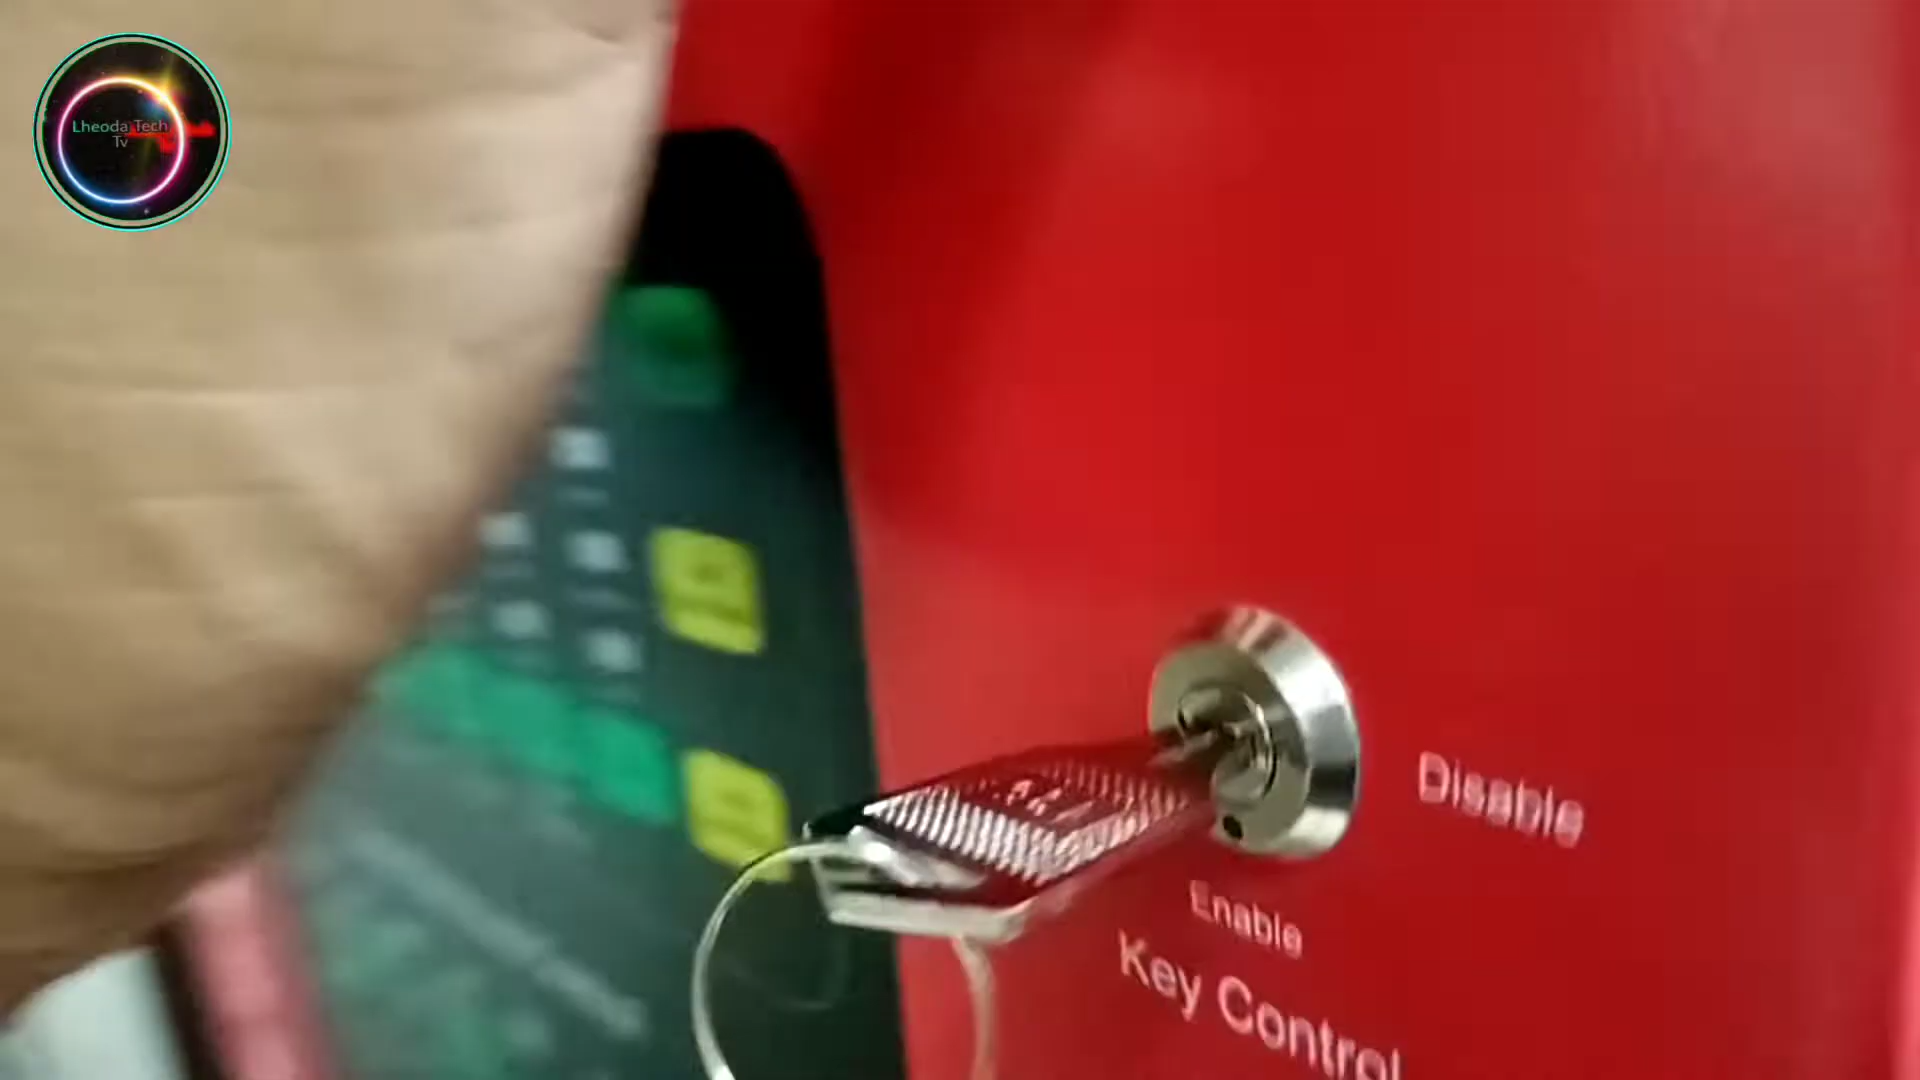 Lheoda Tech
Tv
Disable
Enable
Key Control